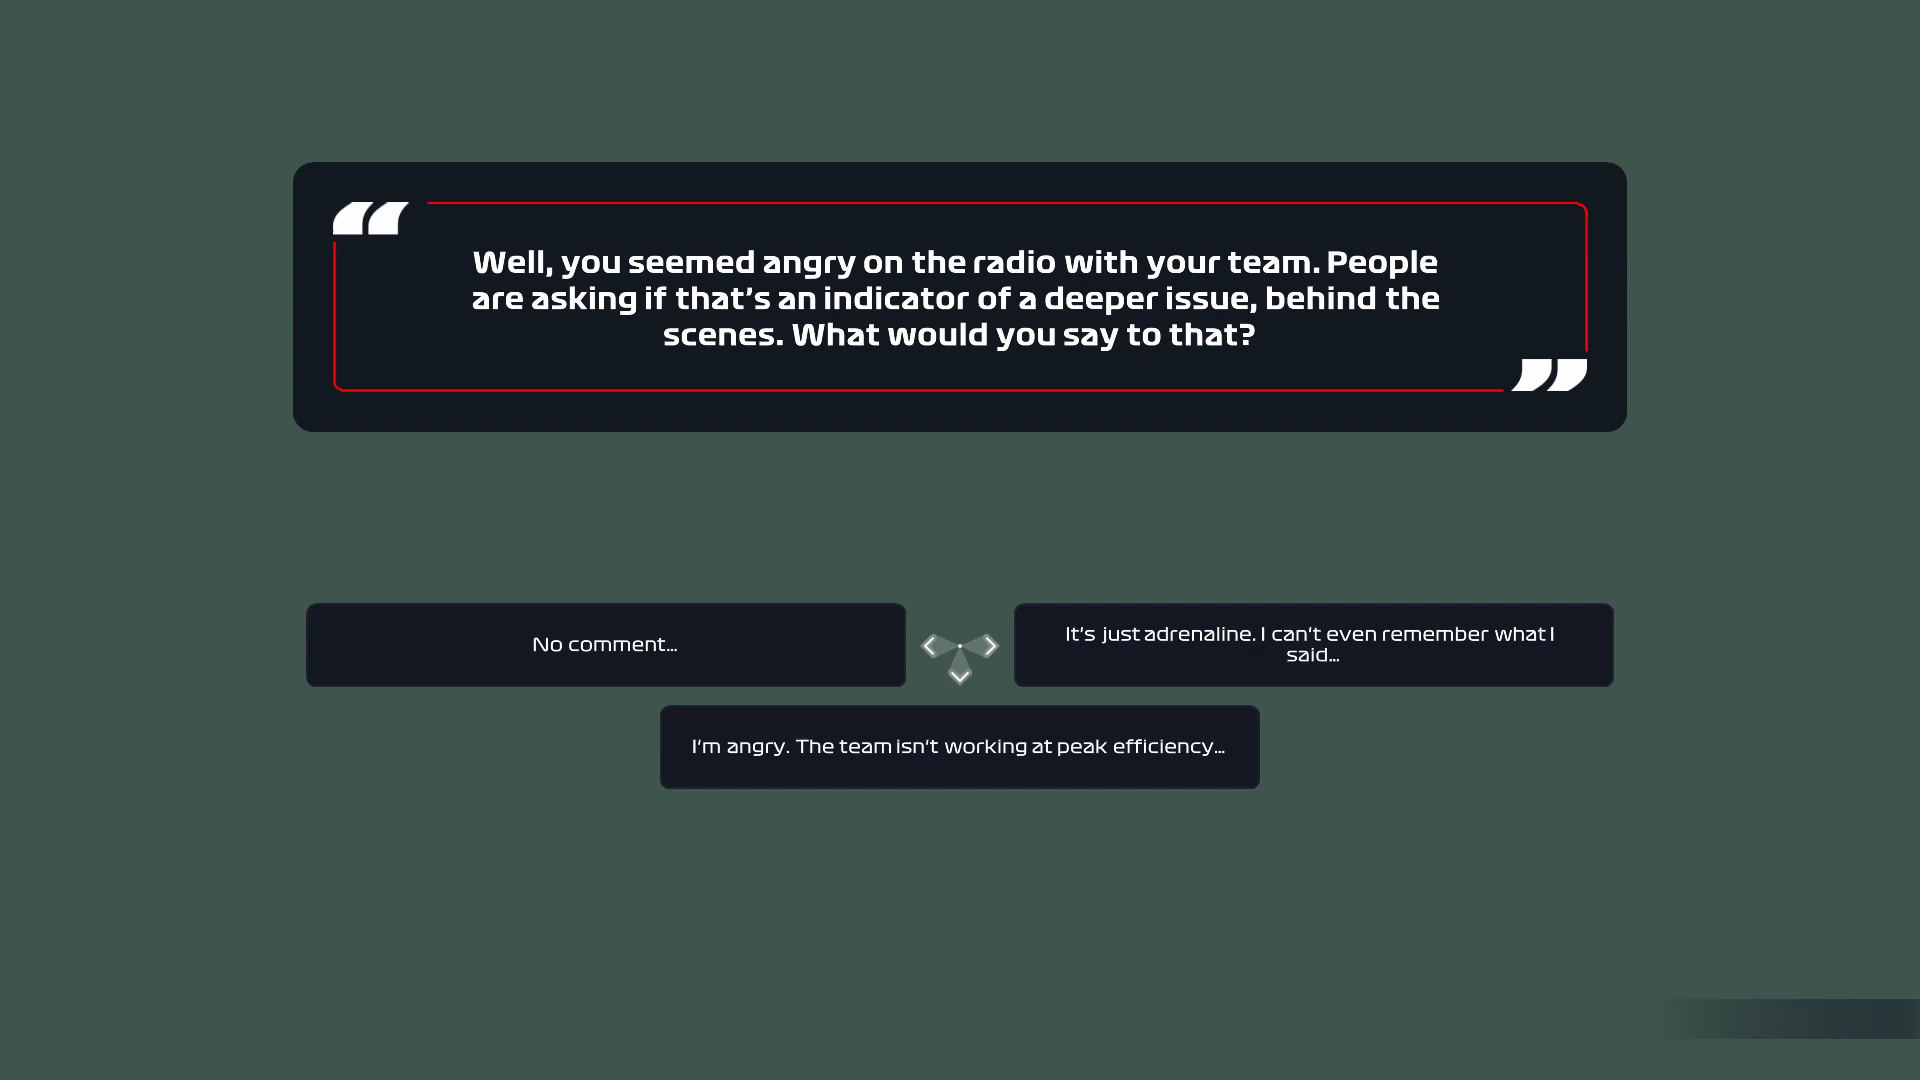 Well, you seemed angry on the radio with your team. People
are asking if that's an indicator of a deeper issue, behind the
scenes. What would you say to that?
No comment...
It's just adrenaline. I can't even remember what I
said...
I'm angry. The team isn't working at peak efficiency...